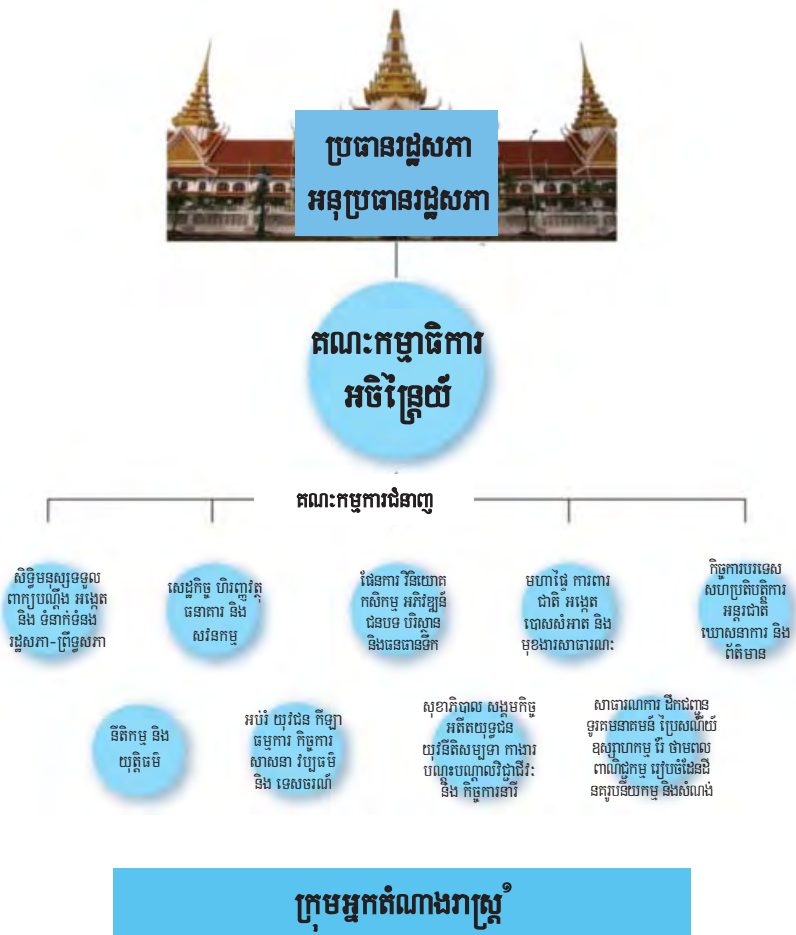 ប្រធានរដ្ឋសភា
អនុប្រធានរដ្ឋសភា
គណៈកម្មាធិការ
អចិន្ត្រៃយ៍
គណៈកម្មការជំនាញ
សិទ្ធិមនុស្សទទួល
ពាក្យបណ្តឹង អង្កេត
និង ទំនាក់ទំនង
រដ្ឋសភា-ព្រឹទ្ធសភា
សេដ្ឋកិច្ច ហិរញ្ញវត្ថុ
ធនាគារ និង
សវនកម្ម
ផែនការ វិនិយោគ
កសិកម្ម អភិវឌ្ឍន៍
ជនបទ បរិស្ថាន
និងធនធានទឹក
មហាផ្ទៃ ការពារ
ជាតិ អង្កេត
បោសសំអាត និង
មុខងារសាធារណៈ
កិច្ចការបរទេស
សហប្រតិបត្តិការ
អន្តរជាតិ
ឃោសនាការ និង
ព័ត៌មាន
នីតិកម្ម និង
យុត្តិធម៌
អប់រំ យុវជន កីឡា
ធម្មការ កិច្ចការ
សាសនា វប្បធម៌
និង ទេសចរណ៍
សុខាភិបាល សង្គមកិច្ច
អតីតយុទ្ធជន
យុវនីតិសម្បទា កាងារ
បណ្តុះបណ្តាលវិជ្ជាជីវៈ
និង កិច្ចការនារី
សាធារណការ ដឹកជញ្ជូន
ទូរគមនាគមន៍ ប្រៃសណីយ៍
ឧស្សាហកម្ម រ៉ែ ថាមពល
ពាណិជ្ជកម្ម រៀបចំដែនដី
នគរូបនីយកម្ម និងសំណង់
ក្រុមអ្នកតំណាងរាស្ត្រ១